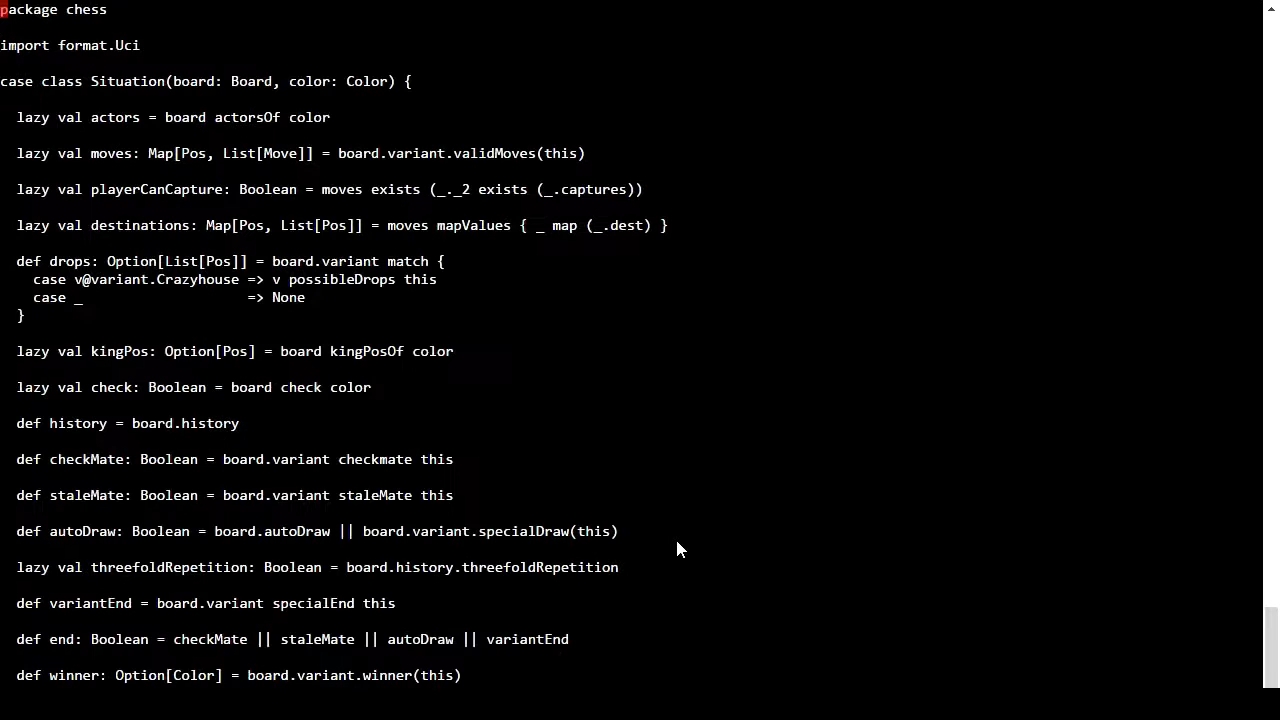 package chess
import format.Uci
case class Situation(board: Board, color: Color) {
lazy val actors = board actorsOf color
lazy val moves: Map[Pos, List[Move]] = board.variant.validMoves(this)
lazy val playerCanCapture: Boolean = moves exists (_._2 exists (_.captures))
lazy val destinations: Map[Pos, List[Pos]] = moves mapValues { _ map (_.dest) }
def drops: Option[List[Pos]] = board.variant match {
case v@variant.Crazyhouse => v possibleDrops this
case _                    => None
}
lazy val kingPos: Option[Pos] = board kingPosOf color
lazy val check: Boolean = board check color
def history = board.history
def checkMate: Boolean = board.variant checkmate this
def staleMate: Boolean = board.variant staleMate this
def autoDraw: Boolean = board.autoDraw || board.variant.specialDraw(this)
lazy val threefoldRepetition: Boolean = board.history.threefoldRepetition
def variantEnd = board.variant specialEnd this
def end: Boolean = checkMate || staleMate || autoDraw || variantEnd
def winner: Option[Color] = board.variant.winner(this)